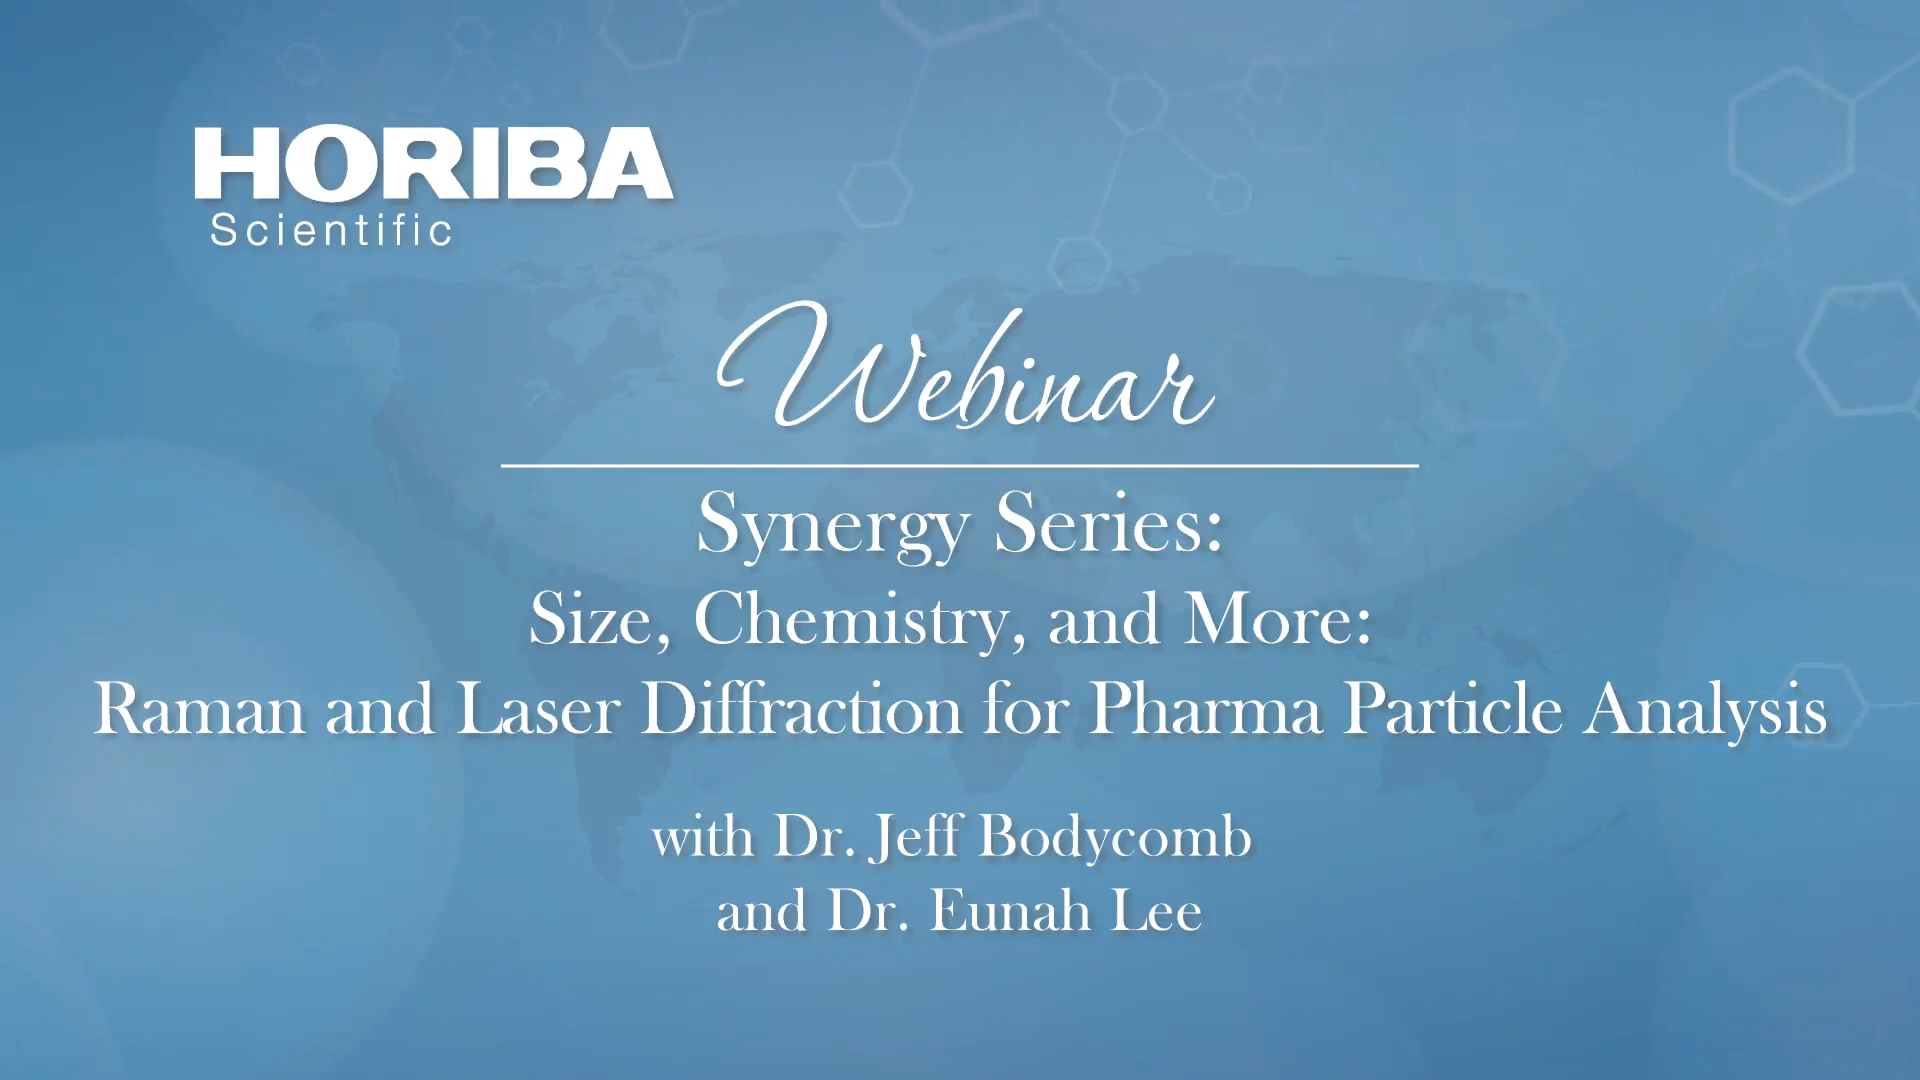 HORIBA
Scientific
Webinar
Synergy Series:
Size, Chemistry, and More:
Raman and Laser Diffraction for Pharma Particle Analysis
with Dr. Jeff Bodycomb
and Dr. Eunah Lee